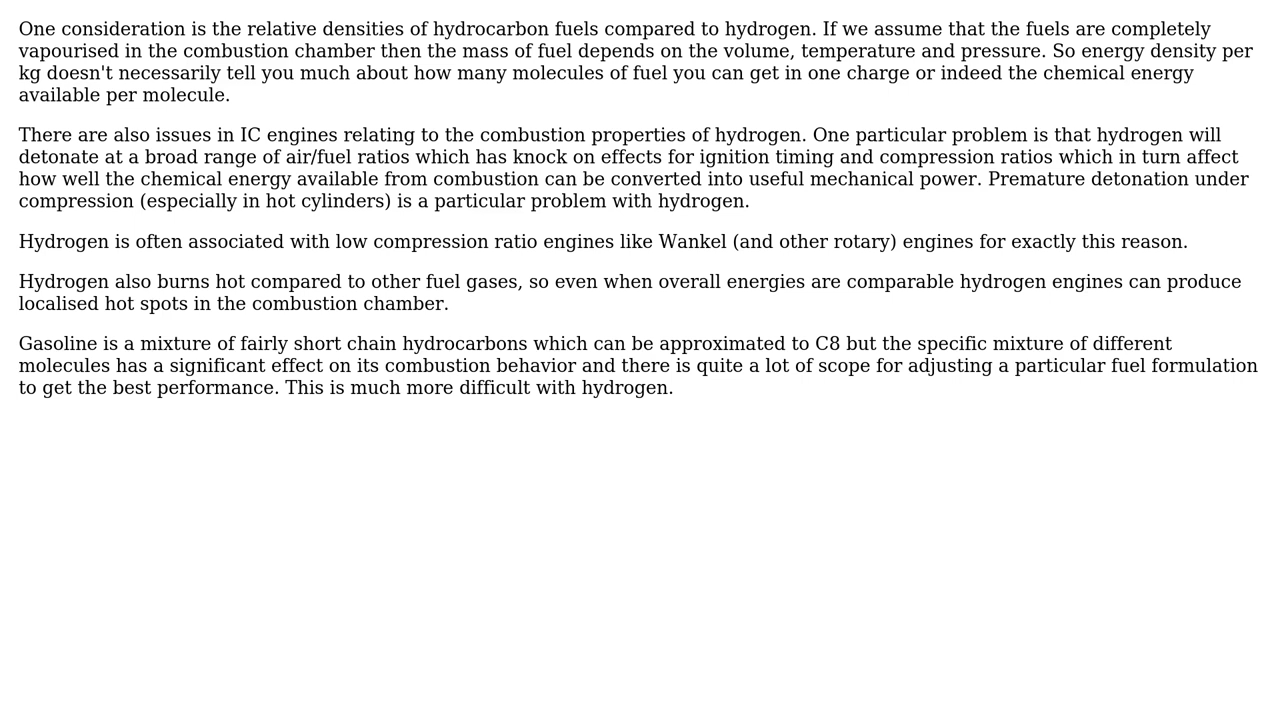 One consideration is the relative densities of hydrocarbon fuels compared to hydrogen. If we assume that the fuels are completely
vapourised in the combustion chamber then the mass of fuel depends on the volume, temperature and pressure. So energy density per
kg doesn't necessarily tell you much about how many molecules of fuel you can get in one charge or indeed the chemical energy
available per molecule.
There are also issues in IC engines relating to the combustion properties of hydrogen. One particular problem is that hydrogen will
detonate at a broad range of air/fuel ratios which has knock on effects for ignition timing and compression ratios which in turn affect
how well the chemical energy available from combustion can be converted into useful mechanical power. Premature detonation under
compression (especially in hot cylinders) is a particular problem with hydrogen.
Hydrogen is often associated with low compression ratio engines like Wankel (and other rotary) engines for exactly this reason.
Hydrogen also burns hot compared to other fuel gases, so even when overall energies are comparable hydrogen engines can produce
localised hot spots in the combustion chamber.
Gasoline is a mixture of fairly short chain hydrocarbons which can be approximated to C8 but the specific mixture of different
molecules has a significant effect on its combustion behavior and there is quite a lot of scope for adjusting a particular fuel formulation
to get the best performance. This is much more difficult with hydrogen.